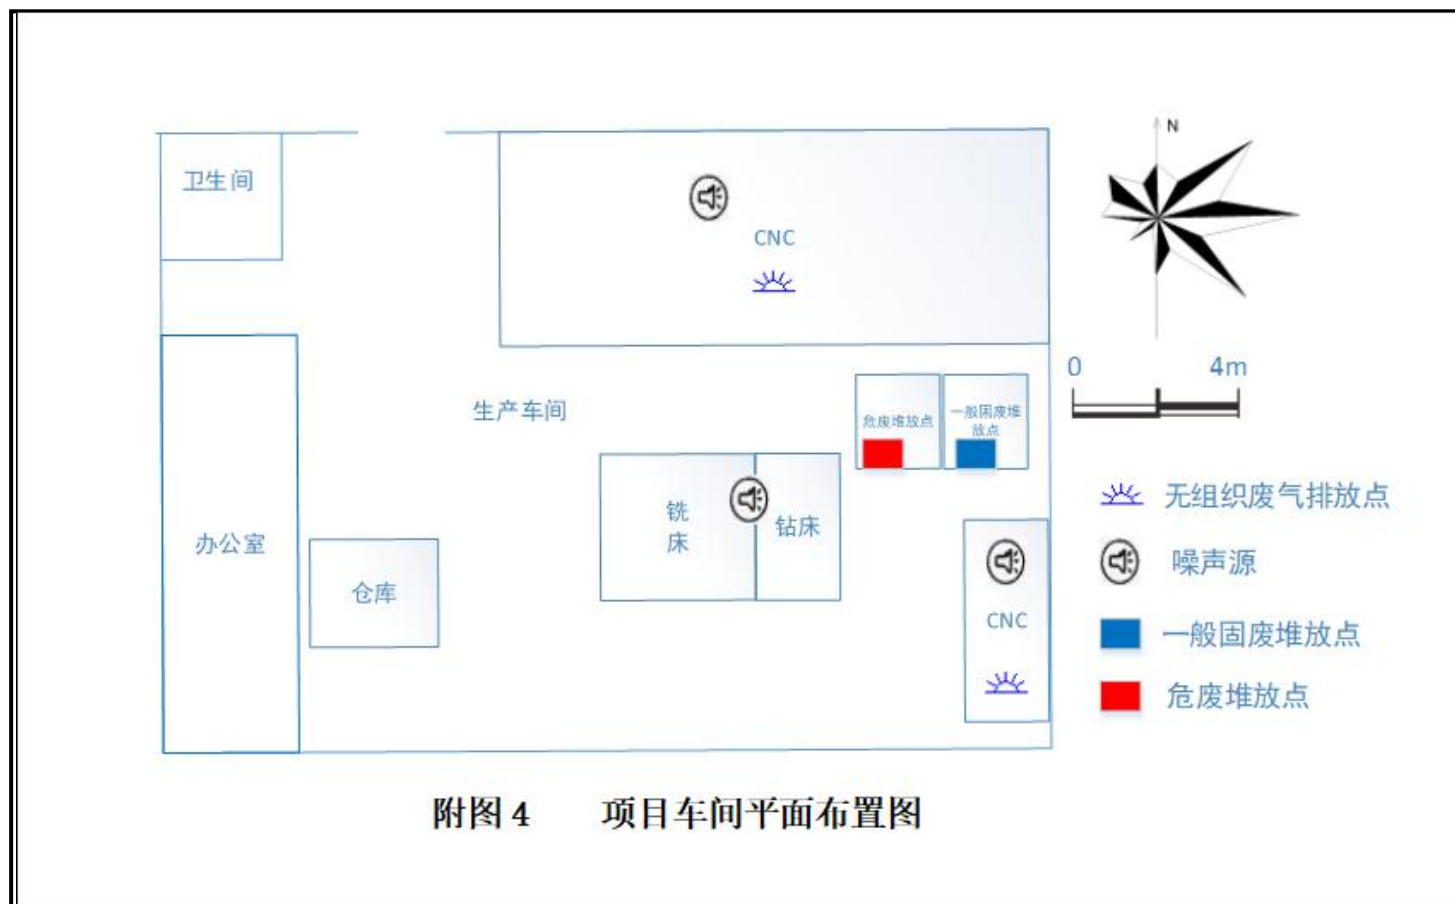 卫生间
CNC
N
0 4m
生产车间
危废堆放点
一般固废堆
放点
铣
床
钻床
办公室
仓库
CNC
无组织废气排放点
噪声源
一般固废堆放点
危废堆放点
附图 4 项目车间平面布置图